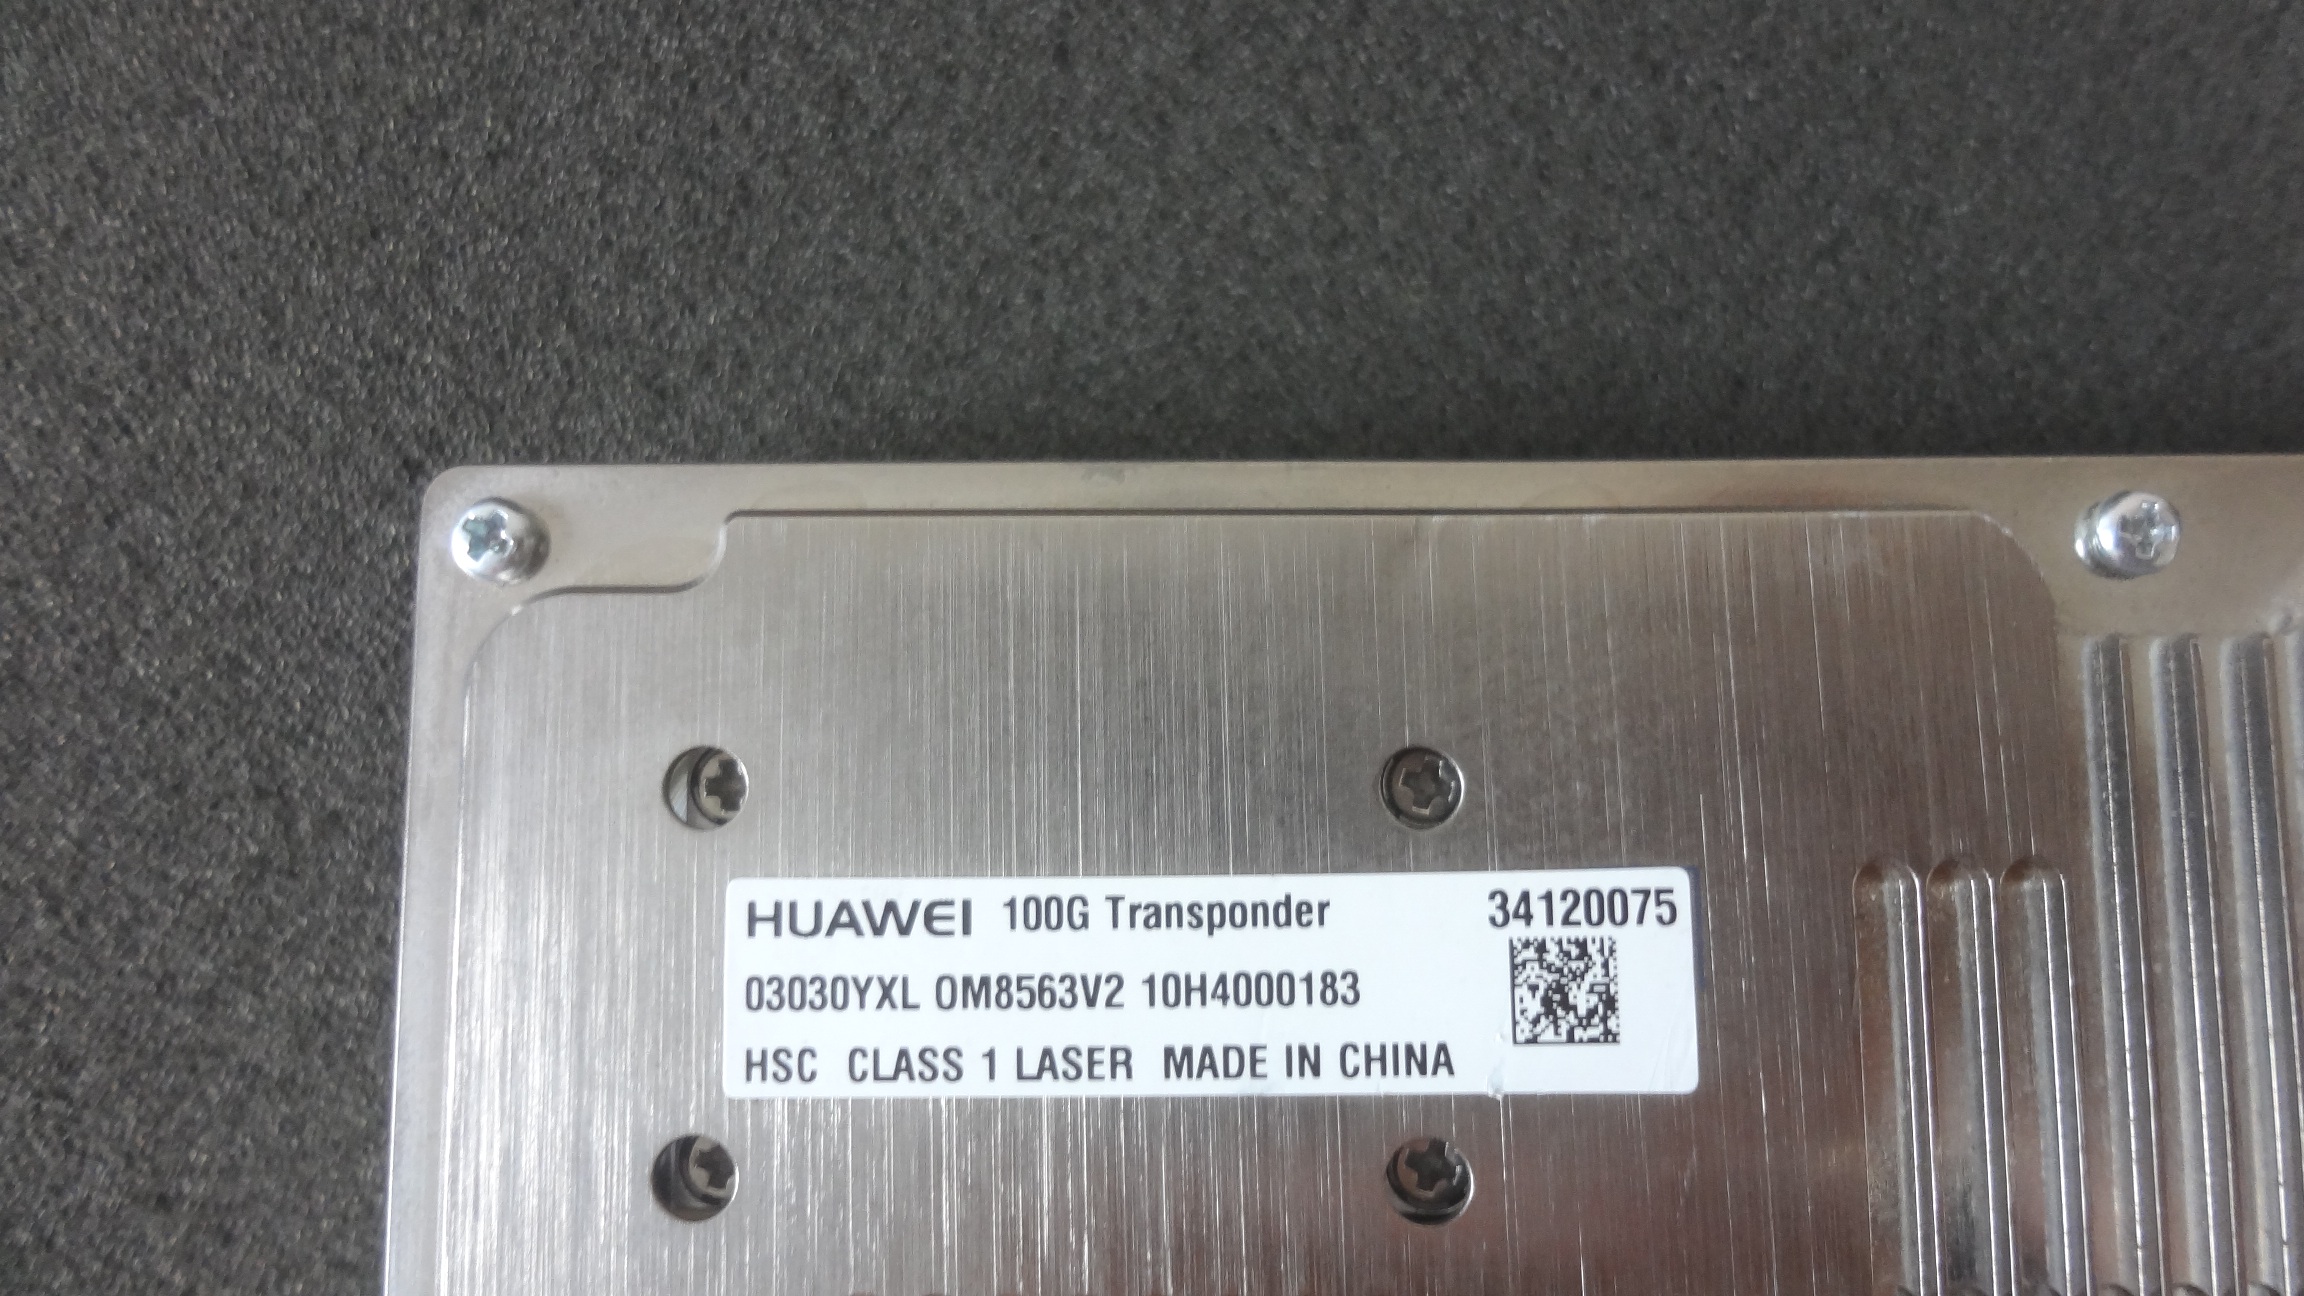 HUAWEI 100G Transponder 34120075
03030YXL OM8563V2 10H4000183
HSC CLASS 1 LASER MADE IN CHINA